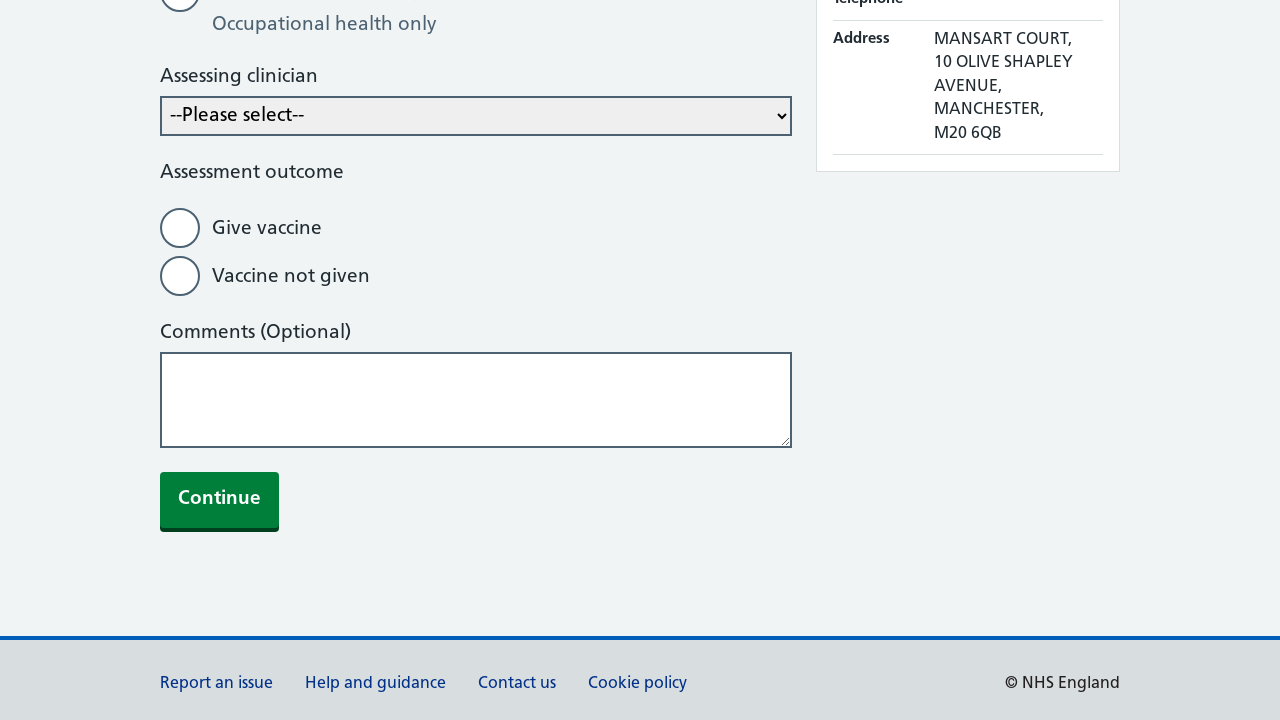 Occupational health only
Assessing clinician
--Please select--
Assessment outcome
Give vaccine
Vaccine not given
Comments (Optional)
Continue
Telephone
Address
MANSART COURT,
10 OLIVE SHAPLEY
AVENUE,
MANCHESTER,
M20 6QB
Report an issue
Help and guidance
Contact us
Cookie policy
© NHS England